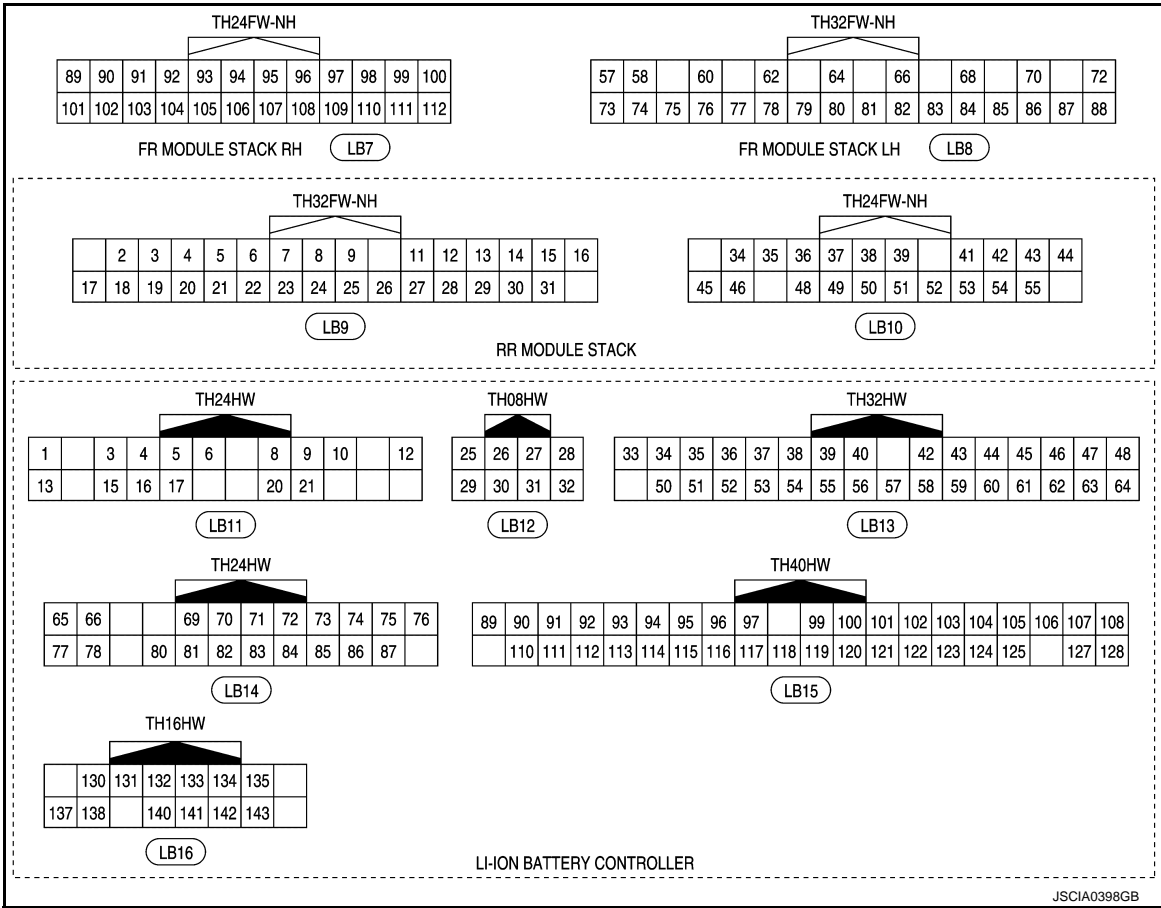 TH24FW-NH
89 90 91 92 93 94 95 96 97 98 99 100
101 102 103 104 105 106 107 108 109 110 111 112
FR MODULE STACK RH LB7
TH32FW-NH
57 58 60 62 64 66 68 70 72
73 74 75 76 77 78 79 80 81 82 83 84 85 86 87 88
FR MODULE STACK LH LB8
TH32FW-NH
2 3 4 5 6 7 8 9 11 12 13 14 15 16
17 18 19 20 21 22 23 24 25 26 27 28 29 30 31
LB9
TH24FW-NH
34 35 36 37 38 39 41 42 43 44
45 46 48 49 50 51 52 53 54 55
LB10
RR MODULE STACK
TH24HW
1 3 4 5 6 8 9 10 12
13 15 16 17 20 21
LB11
TH08HW
25 26 27 28
29 30 31 32
LB12
TH32HW
33 34 35 36 37 38 39 40 42 43 44 45 46 47 48
50 51 52 53 54 55 56 57 58 59 60 61 62 63 64
LB13
TH24HW
65 66 69 70 71 72 73 74 75 76
77 78 80 81 82 83 84 85 86 87
LB14
TH40HW
89 90 91 92 93 94 95 96 97 99 100 101 102 103 104 105 106 107 108
110 111 112 113 114 115 116 117 118 119 120 121 122 123 124 125 127 128
LB15
TH16HW
130 131 132 133 134 135
137 138 140 141 142 143
LB16
LI-ION BATTERY CONTROLLER
JSCIA0398GB